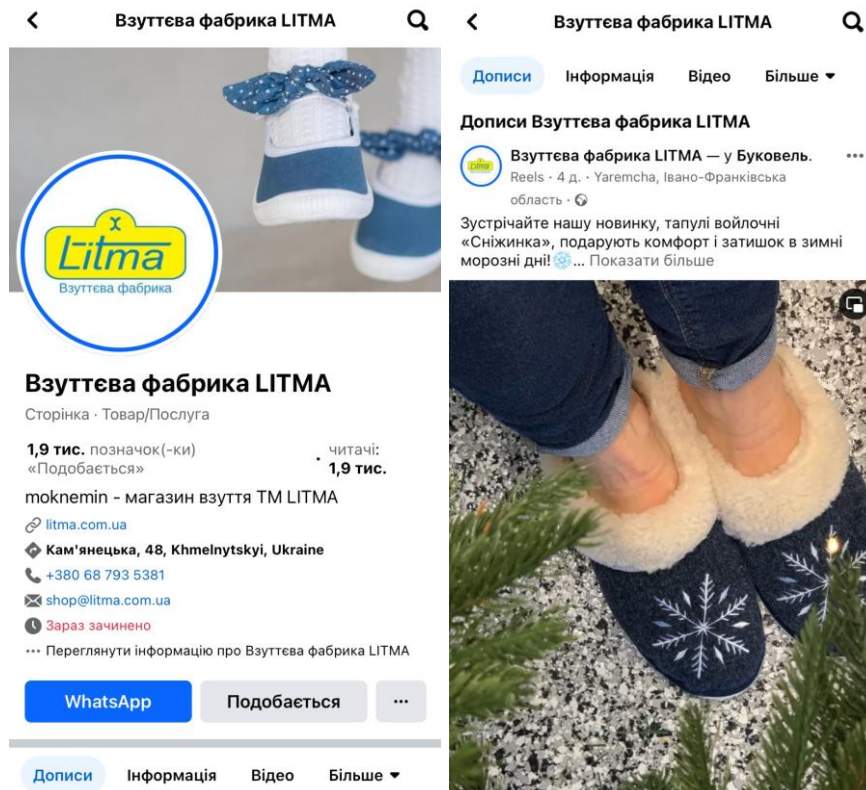 Взуттєва фабрика LITMA
Litma
Взуттєва фабрика
Взуттєва фабрика LITMA
Сторінка · Товар/Послуга
1,9 тис. позначок(-ки)
«Подобається»
· читачі:
1,9 тис.
moknemin - магазин взуття ТМ LITMA
litma.com.ua
Кам'янецька, 48, Khmelnytskyi, Ukraine
+380 68 793 5381
shop@litma.com.ua
Зараз зачинено
··· Переглянути інформацію про Взуттєва фабрика LITMA
WhatsApp
Подобається
···
Дописи Інформація Відео Більше ▼
Взуттєва фабрика LITMA
Дописи Інформація Відео Більше ▼
Дописи Взуттєва фабрика LITMA
Взуттєва фабрика LITMA — у Буковель.
Reels · 4 д. · Yaremcha, Івано-Франківська
область ·
Зустрічайте нашу новинку, тапулі войлочні
«Сніжинка», подарують комфорт і затишок в зимні
морозні дні!❄️... Показати більше